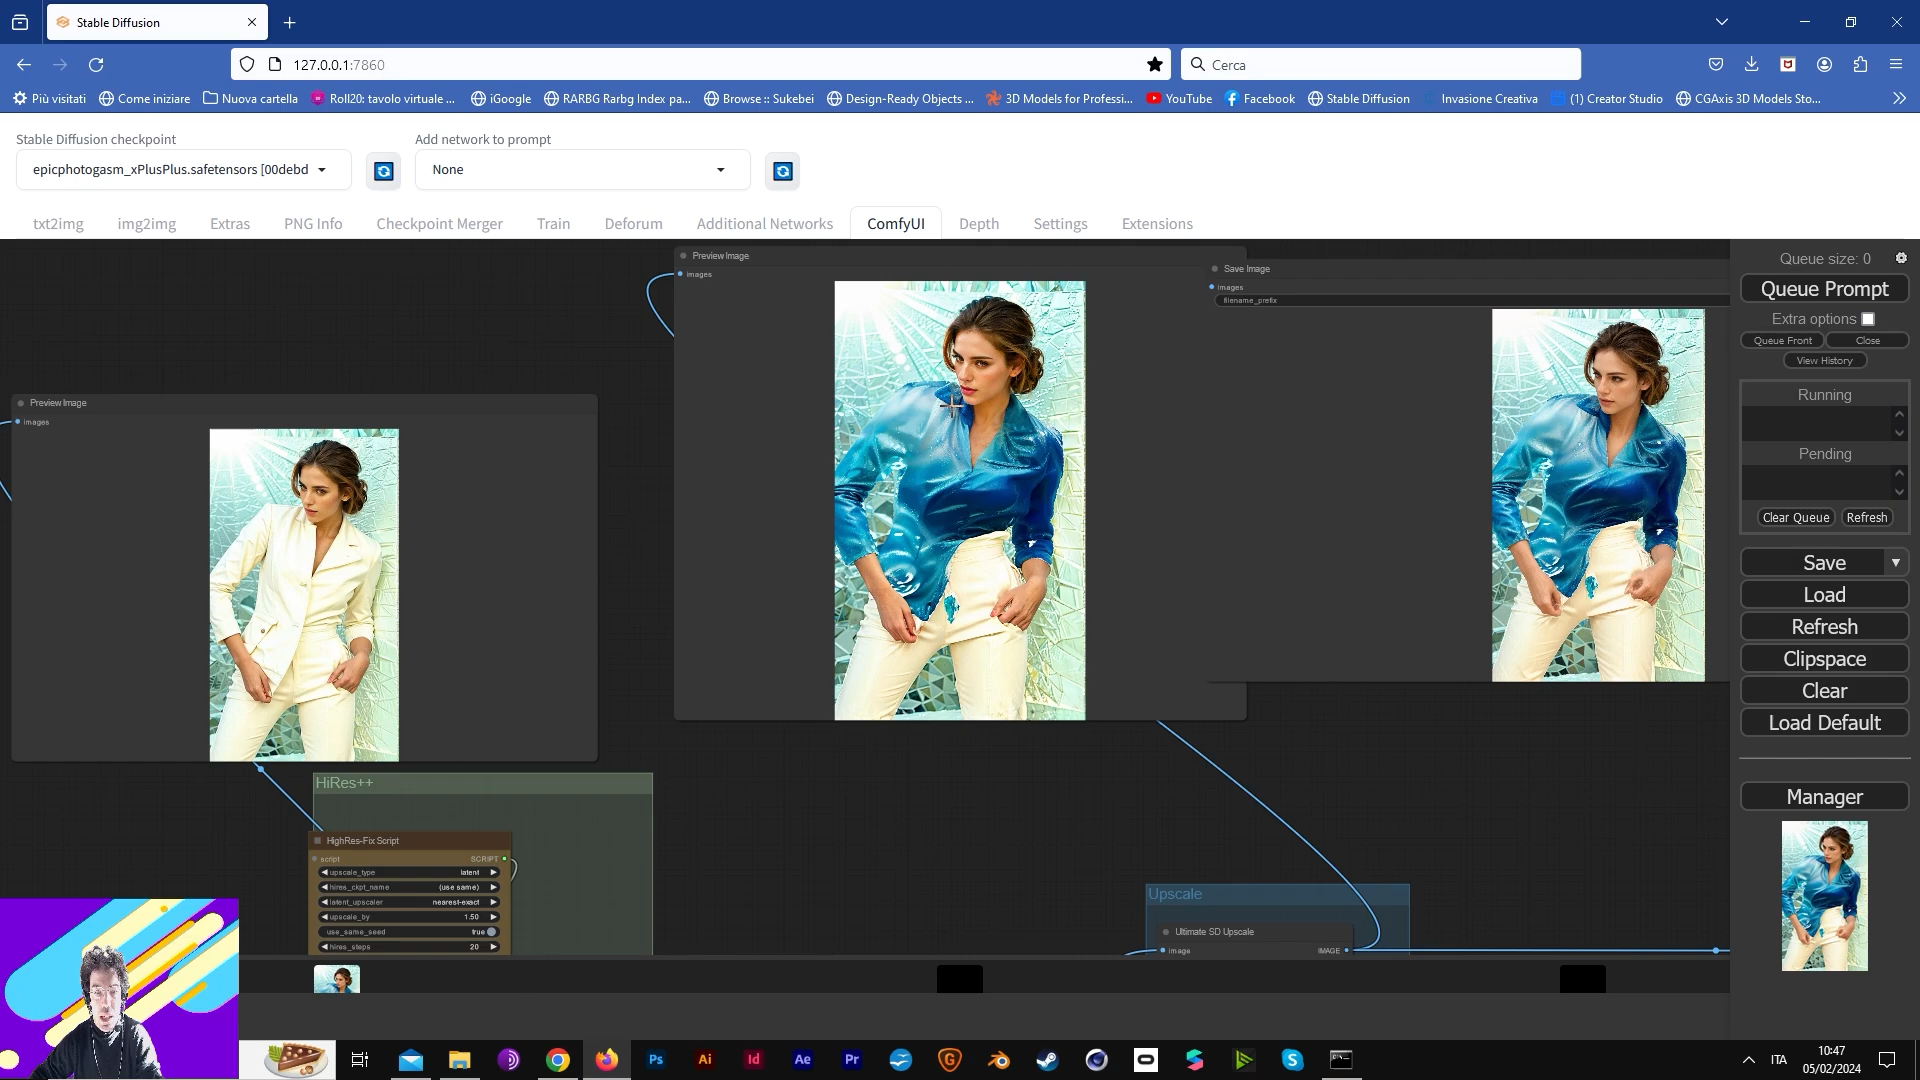 Stable Diffusion
127.0.0.1:7860
Cerca
Più visitati
Come iniziare
Nuova cartella
Roll20: tavolo virtuale ...
iGoogle
RARBG Rarbg Index pa...
Browse :: Sukebei
Design-Ready Objects ...
3D Models for Professi...
YouTube
Facebook
Stable Diffusion
Invasione Creativa
(1) Creator Studio
CGAxis 3D Models Sto...
Stable Diffusion checkpoint
Add network to prompt
epicphotogasm_xPlusPlus.safetensors [00debd
None
txt2img
img2img
Extras
PNG Info
Checkpoint Merger
Train
Deforum
Additional Networks
ComfyUI
Depth
Settings
Extensions
Preview Image
images
Save Image
images
filename_prefix
Preview Image
images
HiRes++
HighRes-Fix Script
script
SCRIPT
upscale_type
latent
hires_ckpt_name
(use same)
latent_upscaler
nearest-exact
upscale_by
1.50
use_same_seed
true
hires_steps
20
Upscale
Ultimate SD Upscale
image
IMAGE
Queue size: 0
Queue Prompt
Extra options
Queue Front
Close
View History
Running
Pending
Clear Queue
Refresh
Save
Load
Refresh
Clipspace
Clear
Load Default
Manager
Ps
Ai
Id
Ae
Pr
ITA
10:47
05/02/2024